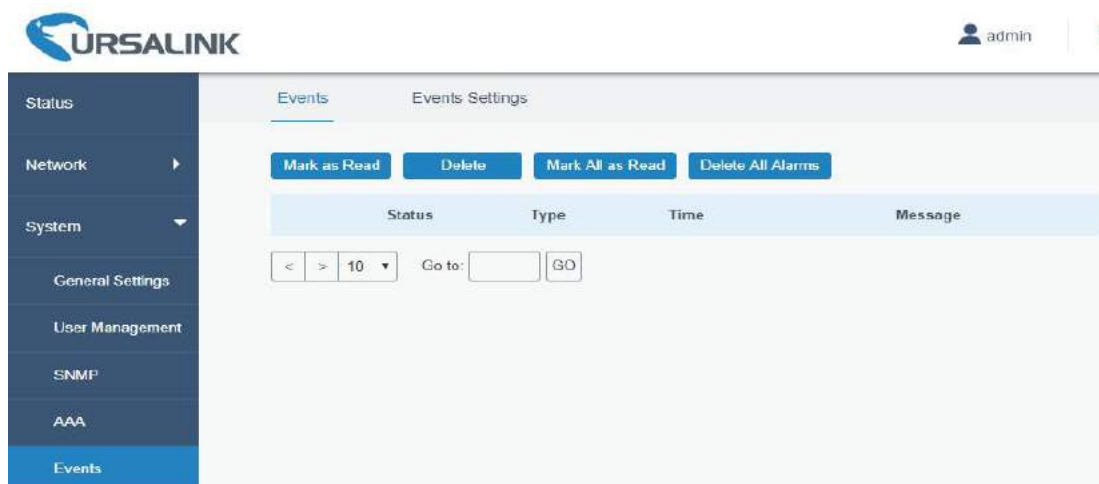 URSALINK
admin
Status
Events Events Settings
Network
Mark as Read Delete Mark All as Read Delete All Alarms
System
Status Type Time Message
< > 10 Go to: GO
General Settings
User Management
SNMP
AAA
Events